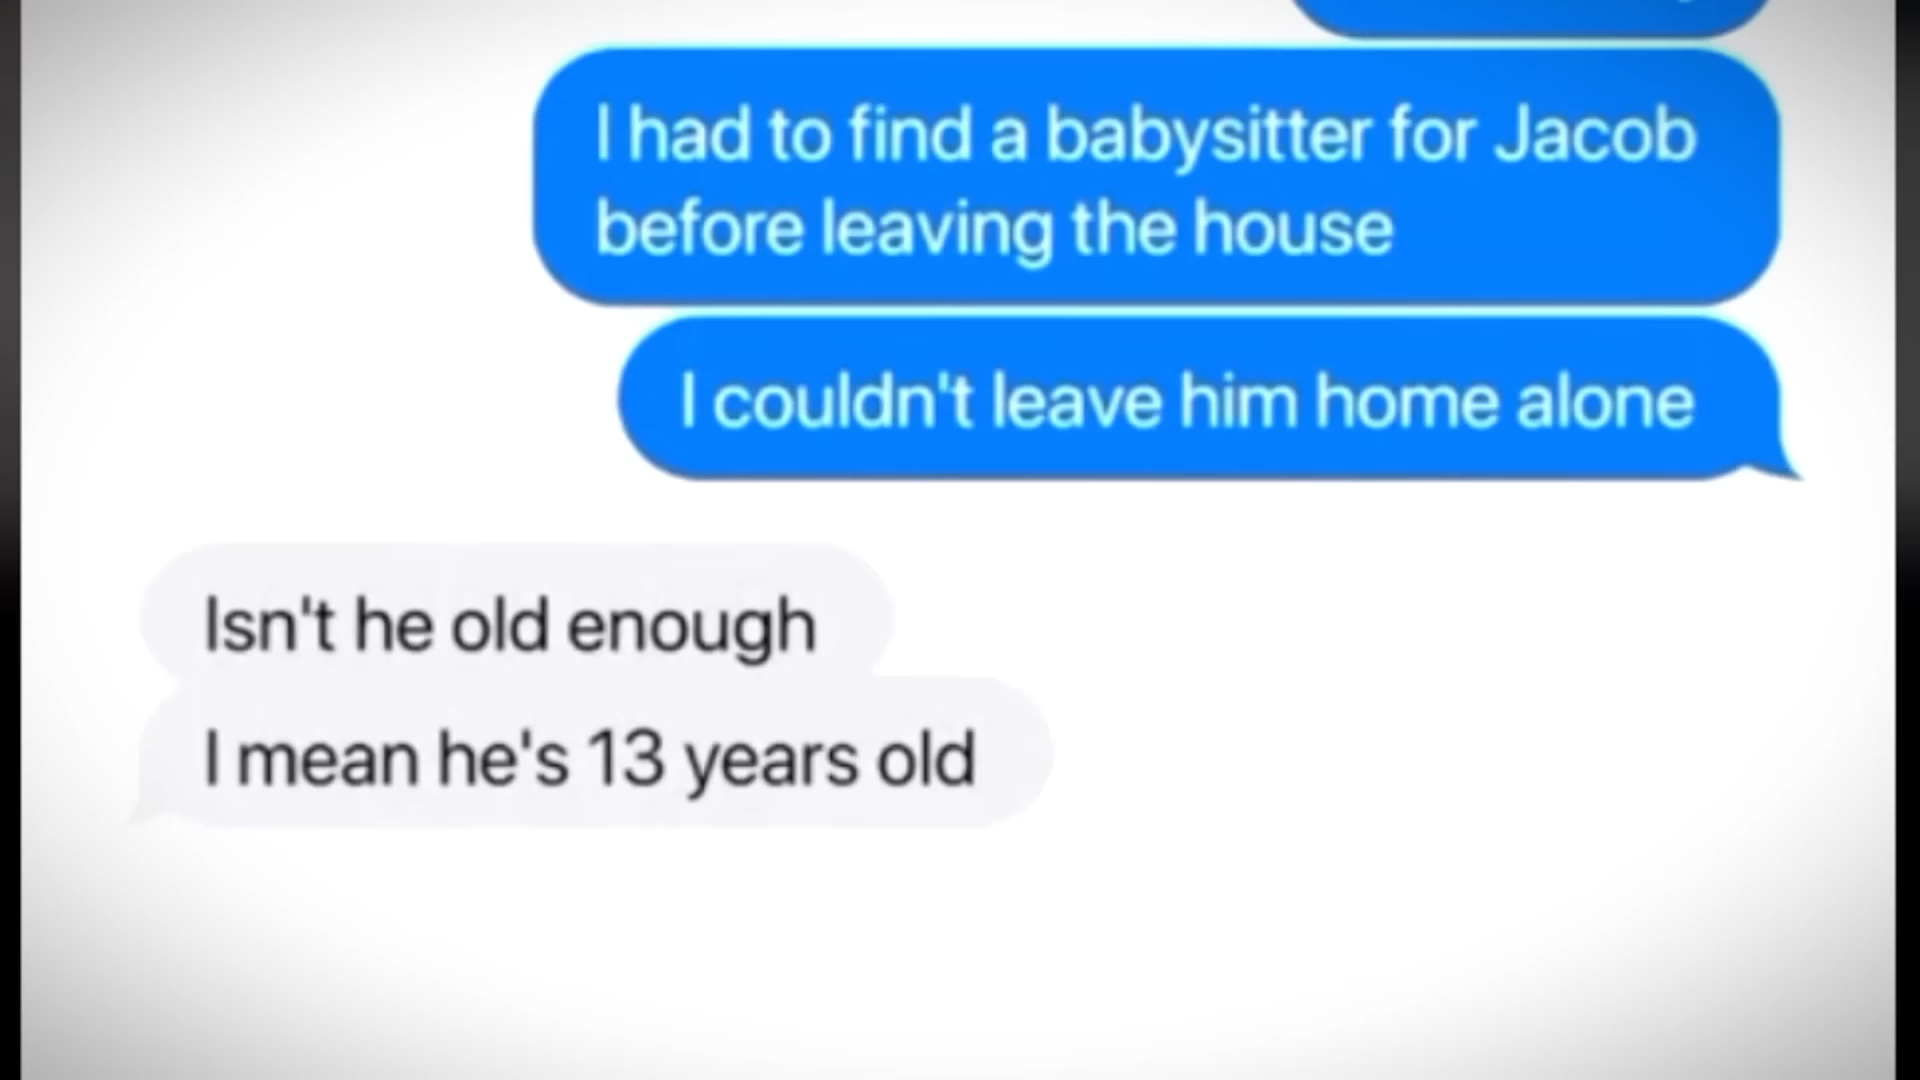 I had to find a babysitter for Jacob
before leaving the house
I couldn't leave him home alone
Isn't he old enough
I mean he's 13 years old